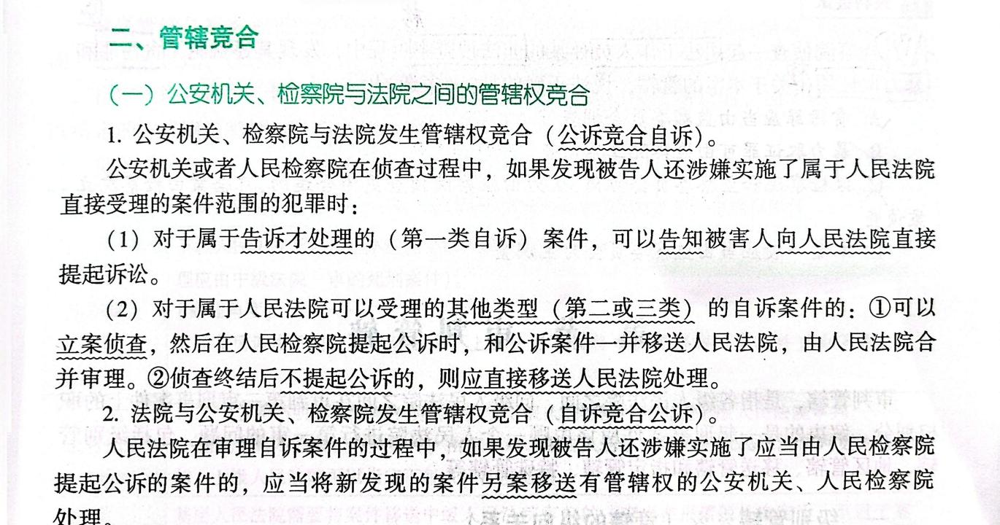 二、管辖竞合
（一）公安机关、检察院与法院之间的管辖权竞合
1. 公安机关、检察院与法院发生管辖权竞合（公诉竞合自诉）。
公安机关或者人民检察院在侦查过程中，如果发现被告人还涉嫌实施了属于人民法院
直接受理的案件范围的犯罪时：
（1）对于属于告诉才处理的（第一类自诉）案件，可以告知被害人向人民法院直接
提起诉讼。
（2）对于属于人民法院可以受理的其他类型（第二或三类）的自诉案件的：①可以
立案侦查，然后在人民检察院提起公诉时，和公诉案件一并移送人民法院，由人民法院合
并审理。②侦查终结后不提起公诉的，则应直接移送人民法院处理。
2. 法院与公安机关、检察院发生管辖权竞合（自诉竞合公诉）。
人民法院在审理自诉案件的过程中，如果发现被告人还涉嫌实施了应当由人民检察院
提起公诉的案件的，应当将新发现的案件另案移送有管辖权的公安机关、人民检察院
处理。